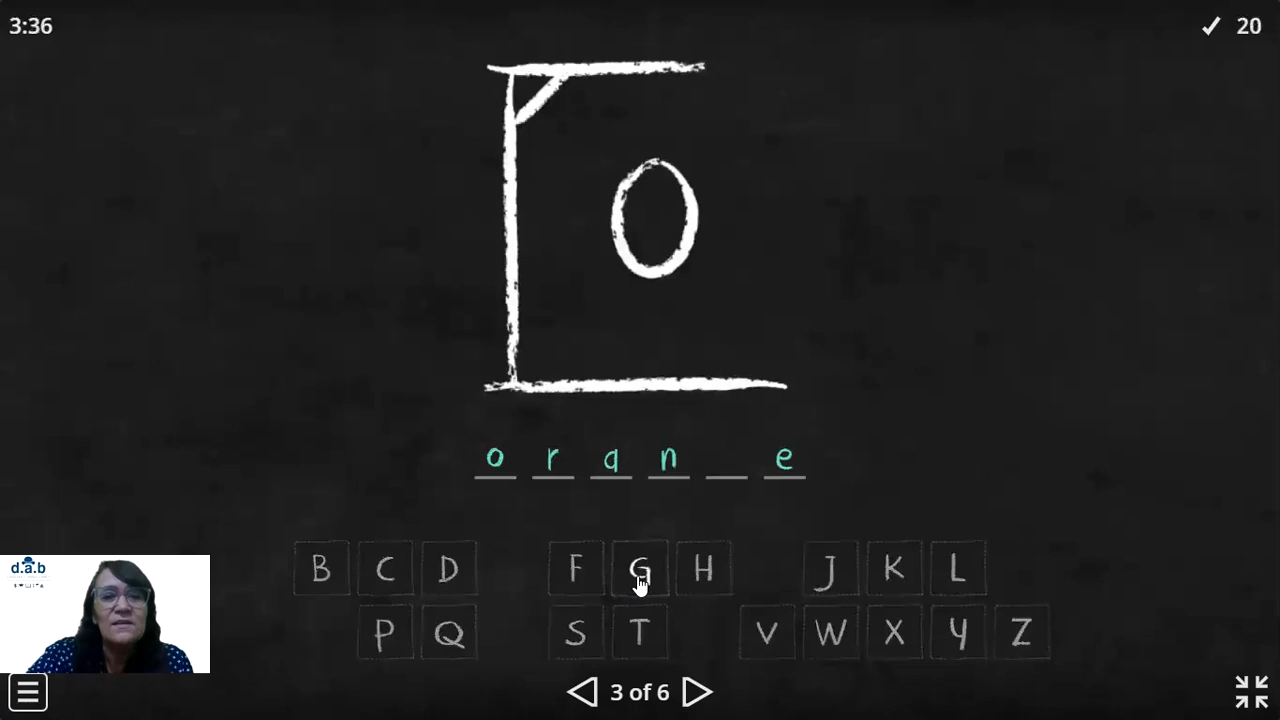 3:36
✓ 20
o r a n _ e
B C D F G H J K L
P Q S T V W X Y Z
d.a.b
3 of 6